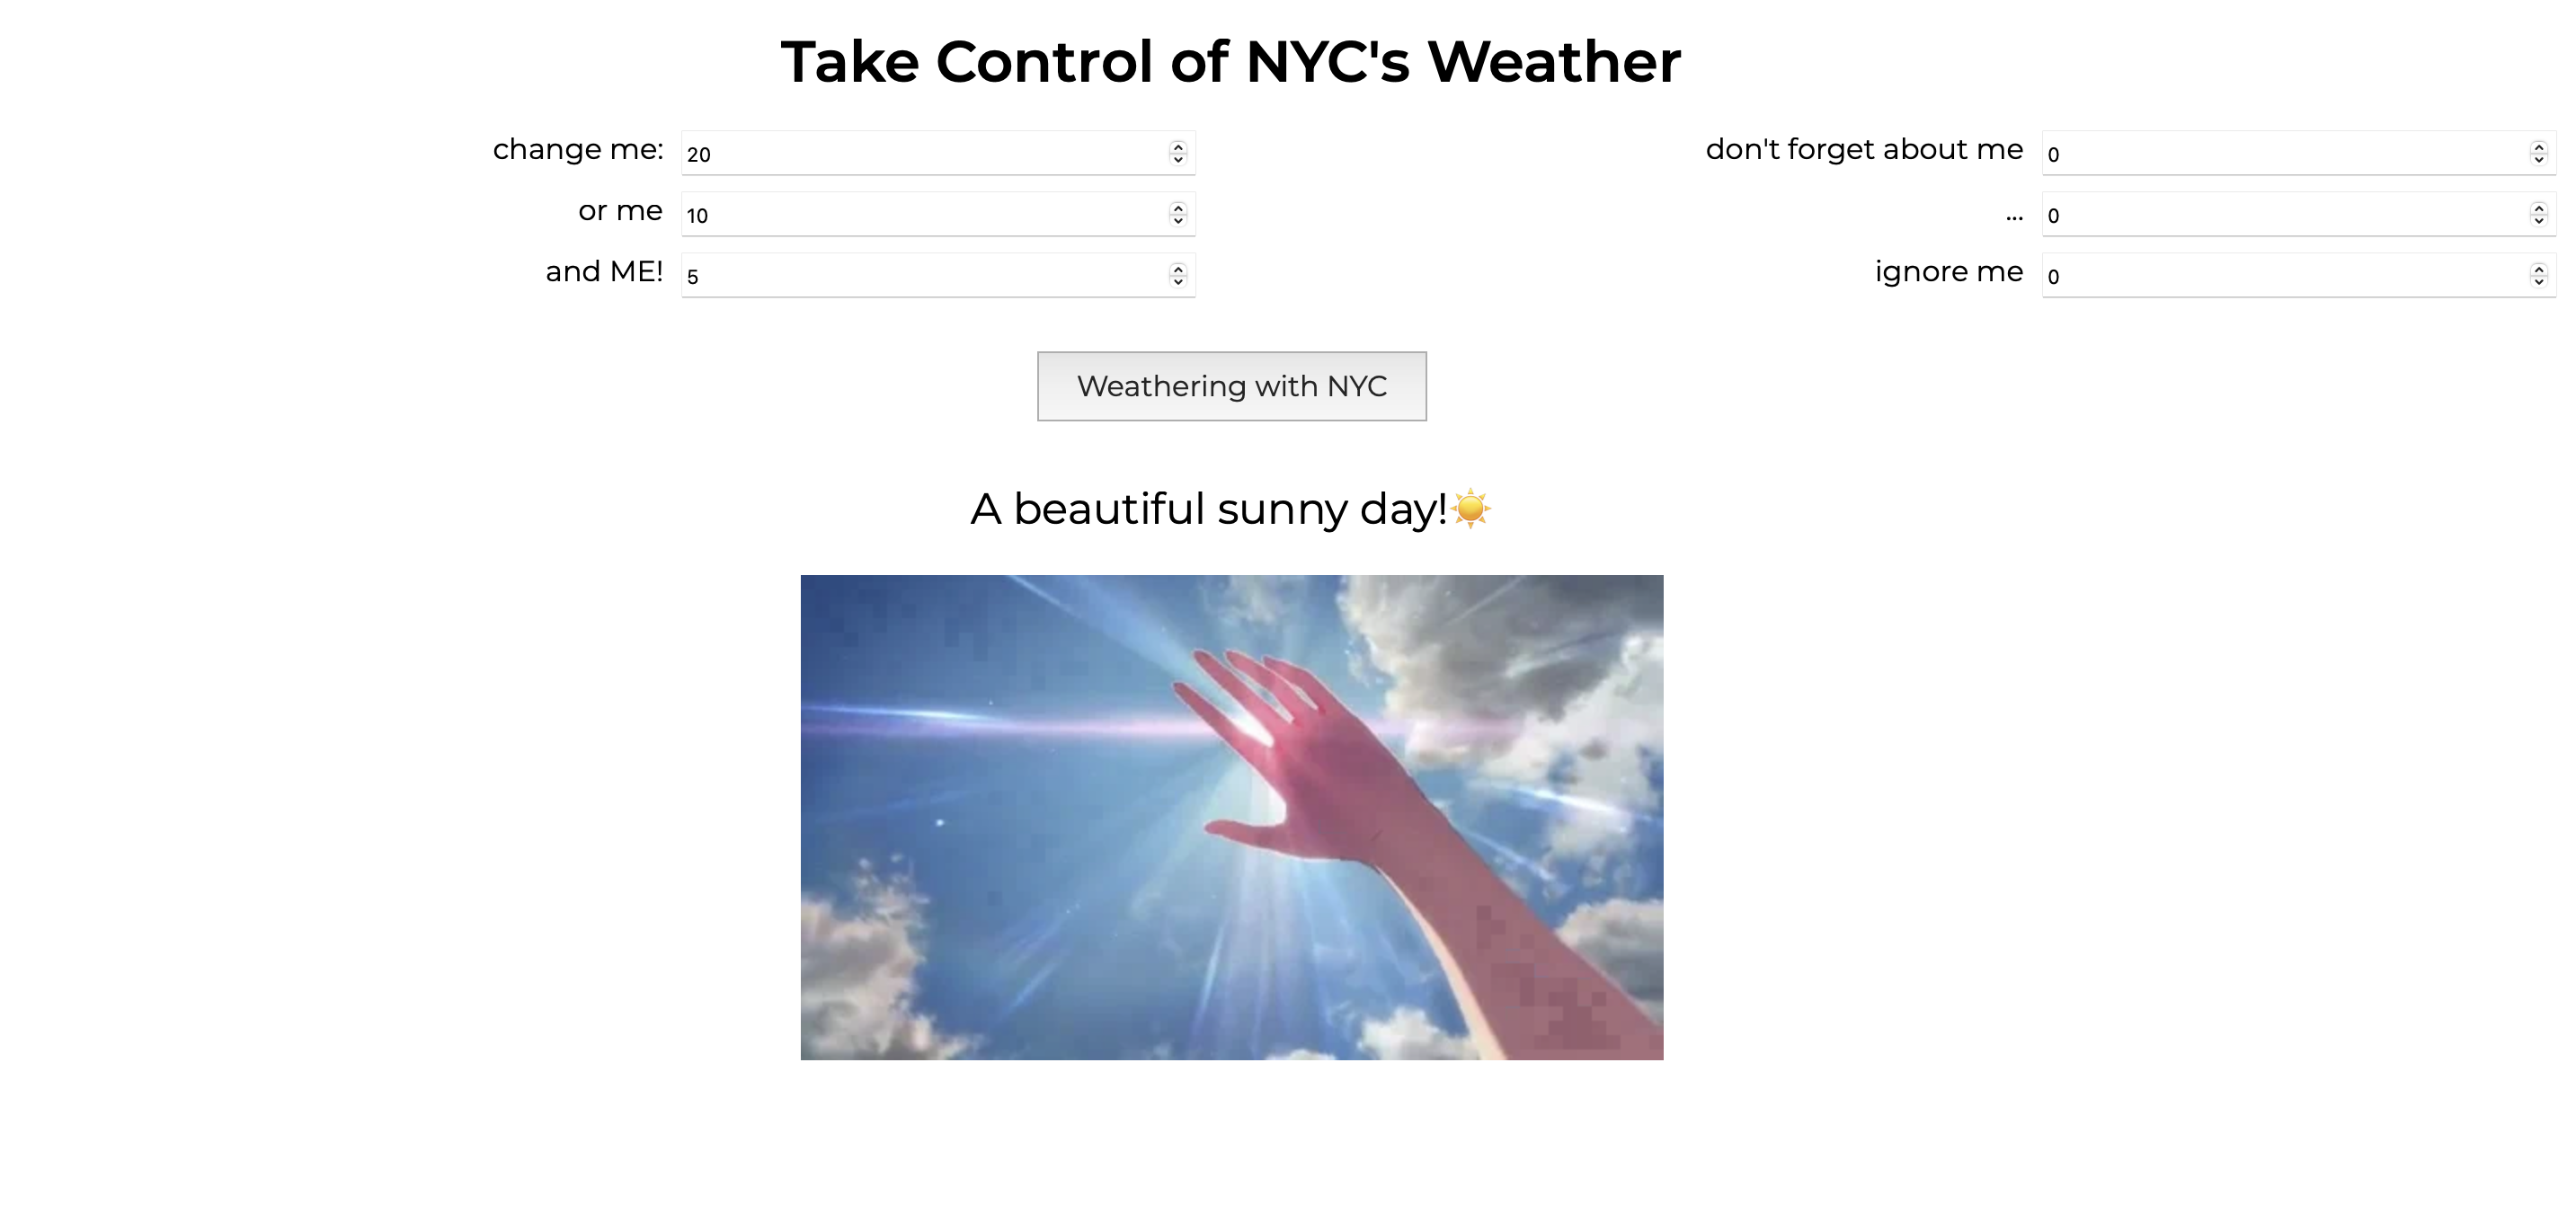 Take Control of NYC's Weather
change me: 20
or me 10
and ME! 5
don't forget about me 0
... 0
ignore me 0
Weathering with NYC
A beautiful sunny day!☀️